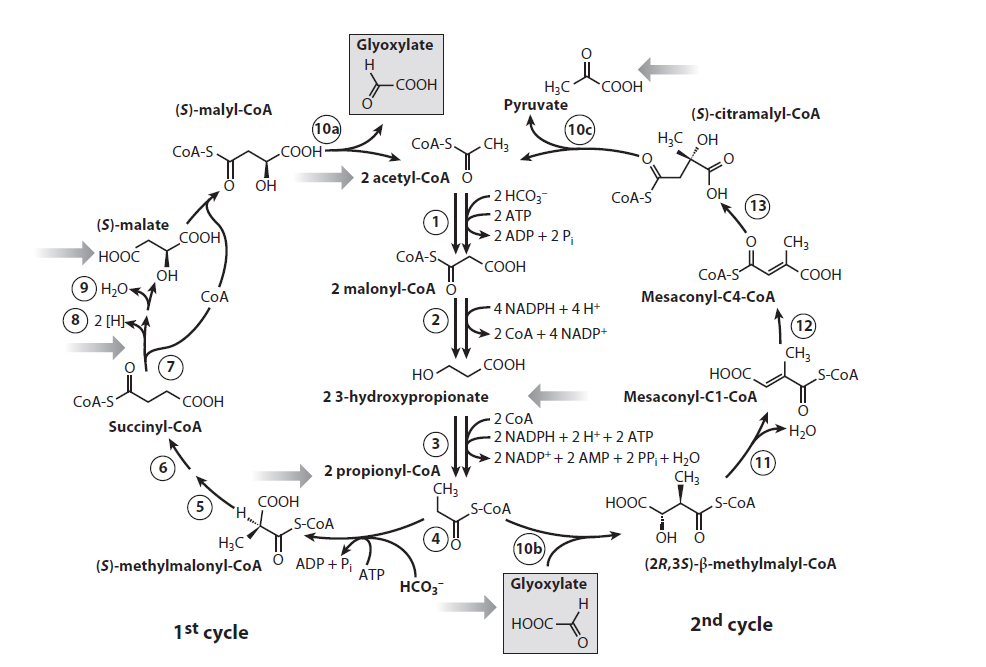 Glyoxylate
H
COOH
O
O
H₃C
COOH
Pyruvate
(S)-malyl-CoA
10a
CoA-S
COOH
O
OH
CoA-S
CH₃
O
2 acetyl-CoA
10c
(S)-citramalyl-CoA
H₃C
OH
O
O
CoA-S
OH
13
1
2 HCO₃⁻
2 ATP
2 ADP + 2 Pᵢ
(S)-malate
COOH
HOOC
OH
9
H₂O
8
2 [H]
CoA
7
CoA-S
COOH
O
2 malonyl-CoA
O
CH₃
CoA-S
COOH
Mesaconyl-C4-CoA
2
4 NADPH + 4 H⁺
2 CoA + 4 NADP⁺
12
CH₃
HOOC
S-CoA
O
Mesaconyl-C1-CoA
H₂O
11
HO
COOH
2 3-hydroxypropionate
O
CoA-S
COOH
Succinyl-CoA
6
5
3
2 CoA
2 NADPH + 2 H⁺ + 2 ATP
2 NADP⁺ + 2 AMP + 2 PPᵢ + H₂O
2 propionyl-CoA
CH₃
S-CoA
O
4
COOH
H
S-CoA
H₃C
O
(S)-methylmalonyl-CoA
ADP + Pᵢ
ATP
HCO₃⁻
10b
CH₃
HOOC
S-CoA
OH
O
(2R,3S)-β-methylmalyl-CoA
Glyoxylate
H
HOOC
O
1st cycle
2nd cycle